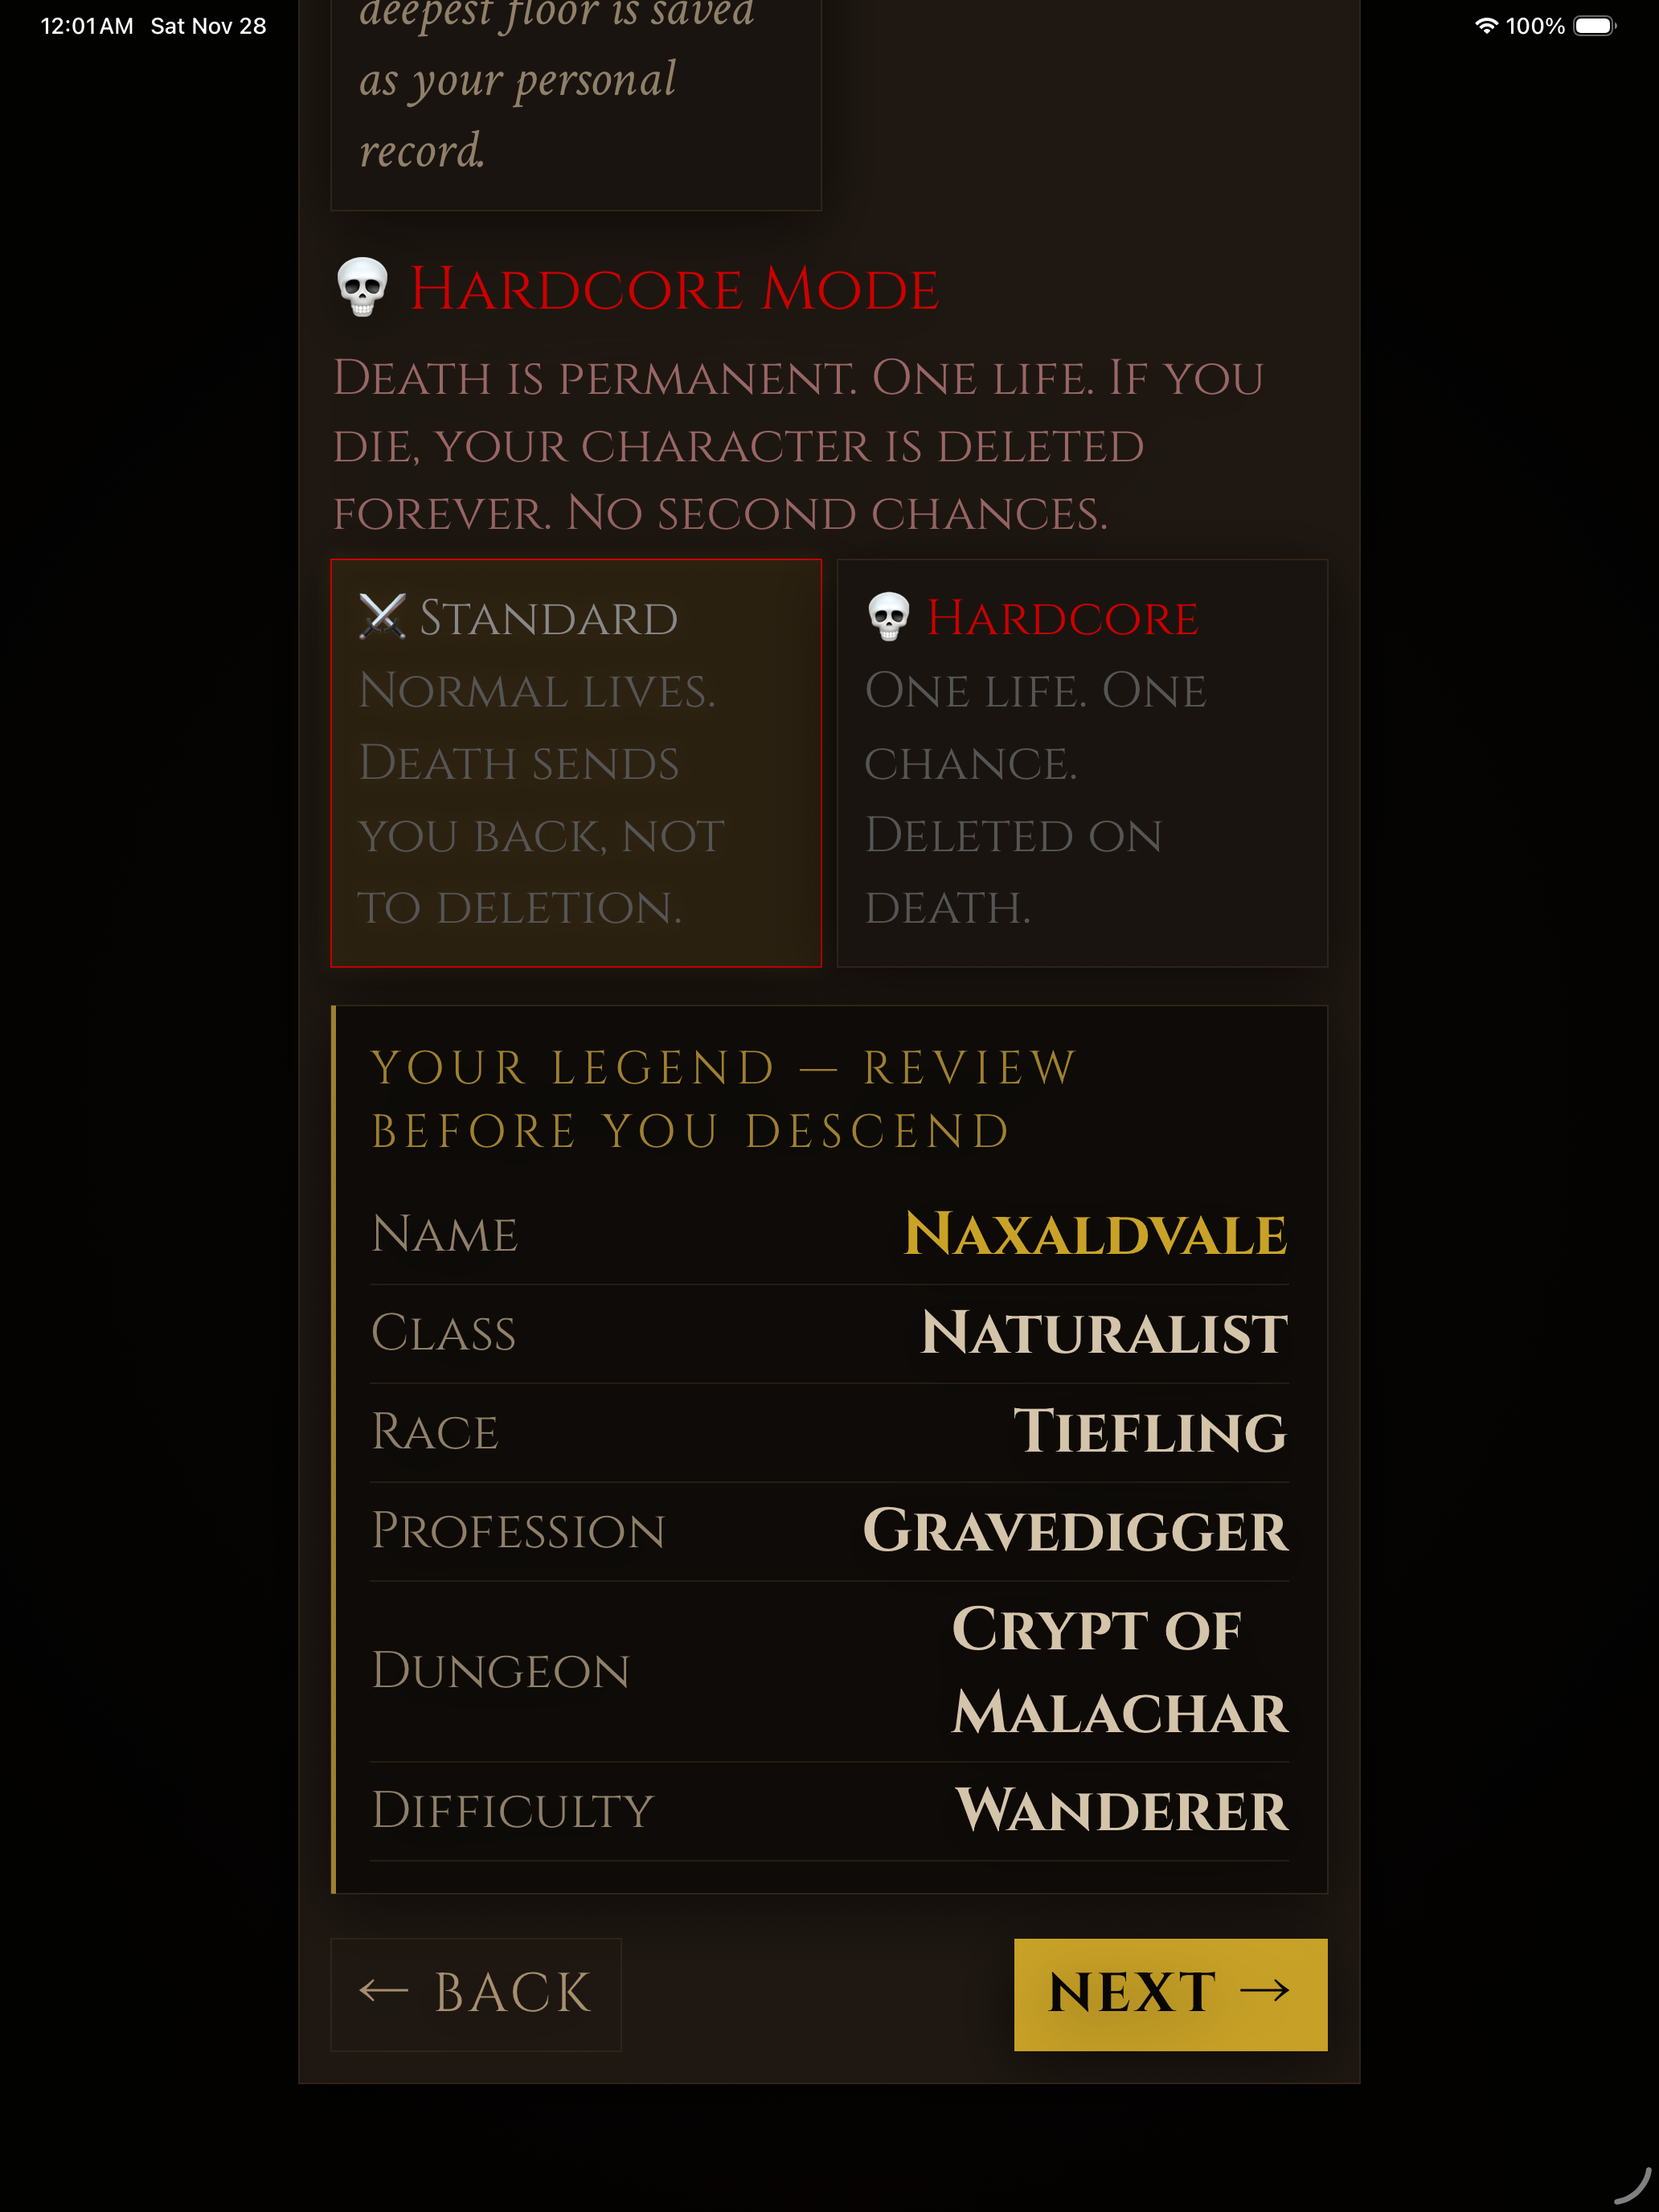 12:01 AM Sat Nov 28
100%
deepest floor is saved
as your personal
record.
💀 Hardcore Mode
Death is permanent. One life. If you
die, your character is deleted
forever. No second chances.
⚔️ Standard
Normal lives.
Death sends
you back, not
to deletion.
💀 Hardcore
One life. One
chance.
Deleted on
death.
YOUR LEGEND — REVIEW
BEFORE YOU DESCEND
Name Naxaldvale
Class Naturalist
Race Tiefling
Profession Gravedigger
Dungeon Crypt of
Malachar
Difficulty Wanderer
← BACK
NEXT →